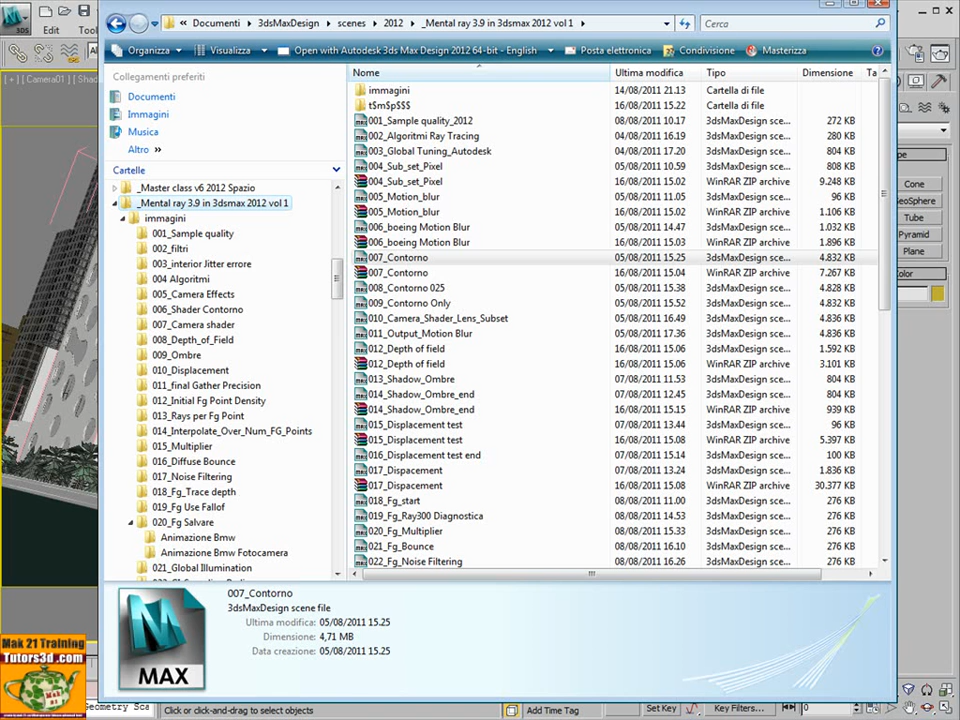 Documenti ▸ 3dsMaxDesign ▸ scenes ▸ 2012 ▸ _Mental ray 3.9 in 3dsmax 2012 vol 1 ▸
Cerca
Edit
Organizza
Visualizza
Open with Autodesk 3ds Max Design 2012 64-bit - English
Posta elettronica
Condivisione
Masterizza
[ + ] [ Camera01 ]
Collegamenti preferiti
Documenti
Immagini
Musica
Altro »
Cartelle
_Master class v6 2012 Spazio
_Mental ray 3.9 in 3dsmax 2012 vol 1
immagini
001_Sample quality
002_filtri
003_interior Jitter errore
004 Algoritmi
005_Camera Effects
006_Shader Contorno
007_Camera shader
008_Depth_of_Field
009_Ombre
010_Displacement
011_final Gather Precision
012_Initial Fg Point Density
013_Rays per Fg Point
014_Interpolate_Over_Num_FG_Points
015_Multiplier
016_Diffuse Bounce
017_Noise Filtering
018_Fg_Trace depth
019_Fg Use Fallof
020_Fg Salvare
Animazione Bmw
Animazione Bmw Fotocamera
021_Global Illumination
Nome Ultima modifica Tipo Dimensione Ta
immagini 14/08/2011 21.13 Cartella di file
t$m$p$$$ 16/08/2011 15.22 Cartella di file
001_Sample quality_2012 08/08/2011 10.17 3dsMaxDesign sce... 272 KB
002_Algoritmi Ray Tracing 04/08/2011 16.19 3dsMaxDesign sce... 280 KB
003_Global Tuning_Autodesk 04/08/2011 17.20 3dsMaxDesign sce... 804 KB
004_Sub_set_Pixel 05/08/2011 10.59 3dsMaxDesign sce... 808 KB
004_Sub_set_Pixel 16/08/2011 15.02 WinRAR ZIP archive 9.248 KB
005_Motion_blur 05/08/2011 11.05 3dsMaxDesign sce... 96 KB
005_Motion_blur 16/08/2011 15.02 WinRAR ZIP archive 1.106 KB
006_boeing Motion Blur 05/08/2011 14.47 3dsMaxDesign sce... 1.032 KB
006_boeing Motion Blur 16/08/2011 15.03 WinRAR ZIP archive 1.896 KB
007_Contorno 05/08/2011 15.25 3dsMaxDesign sce... 4.832 KB
007_Contorno 16/08/2011 15.04 WinRAR ZIP archive 7.267 KB
008_Contorno 025 05/08/2011 15.38 3dsMaxDesign sce... 4.828 KB
009_Contorno Only 05/08/2011 15.52 3dsMaxDesign sce... 4.832 KB
010_Camera_Shader_Lens_Subset 05/08/2011 16.49 3dsMaxDesign sce... 4.836 KB
011_Output_Motion Blur 05/08/2011 17.36 3dsMaxDesign sce... 4.836 KB
012_Depth of field 16/08/2011 15.06 3dsMaxDesign sce... 1.592 KB
012_Depth of field 16/08/2011 15.06 WinRAR ZIP archive 3.101 KB
013_Shadow_Ombre 07/08/2011 11.53 3dsMaxDesign sce... 804 KB
014_Shadow_Ombre_end 07/08/2011 12.45 3dsMaxDesign sce... 804 KB
014_Shadow_Ombre_end 16/08/2011 15.15 WinRAR ZIP archive 939 KB
015_Displacement test 07/08/2011 13.44 3dsMaxDesign sce... 96 KB
015_Displacement test 16/08/2011 15.08 WinRAR ZIP archive 5.397 KB
016_Displacement test end 07/08/2011 15.14 3dsMaxDesign sce... 100 KB
017_Dispacement 07/08/2011 13.24 3dsMaxDesign sce... 1.836 KB
017_Dispacement 16/08/2011 15.08 WinRAR ZIP archive 30.377 KB
018_Fg_start 08/08/2011 11.00 3dsMaxDesign sce... 276 KB
019_Fg_Ray300 Diagnostica 08/08/2011 14.53 3dsMaxDesign sce... 276 KB
020_Fg_Multiplier 08/08/2011 15.33 3dsMaxDesign sce... 276 KB
021_Fg_Bounce 08/08/2011 16.10 3dsMaxDesign sce... 276 KB
022_Fg_Noise Filtering 08/08/2011 16.26 3dsMaxDesign sce... 276 KB
Cone
Tube
Plane
007_Contorno
3dsMaxDesign scene file
Ultima modifica: 05/08/2011 15.25
Dimensione: 4,71 MB
Data creazione: 05/08/2011 15.25
MAX
Mak 21 Training
Tutors3d .com
Click or click-and-drag to select objects
Add Time Tag
Set Key
Key Filters...
0